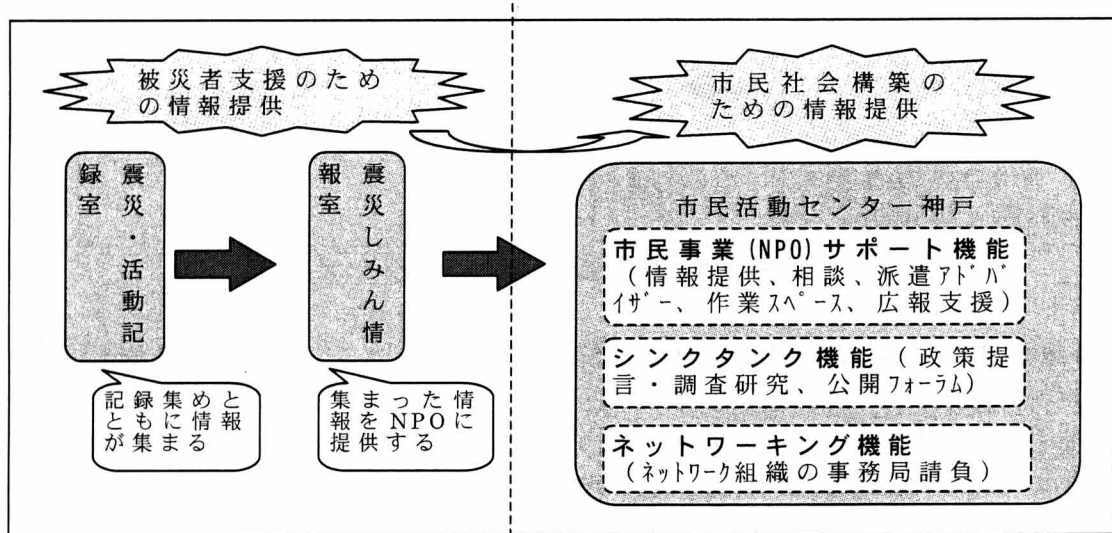 被災者支援のため
の情報提供
市民社会構築の
ための情報提供
震災・活動記
録室
震災しみん情
報室
記録集めと
ともに情報
が集まる
集まった情
報をNPOに
提供する
市民活動センター神戸
市民事業(NPO)サポート機能
(情報提供、相談、派遣アドバ
イザー、作業スペース、広報支援)
シンクタンク機能(政策提
言・調査研究、公開フォーラム)
ネットワーキング機能
(ネットワーク組織の事務局請負)